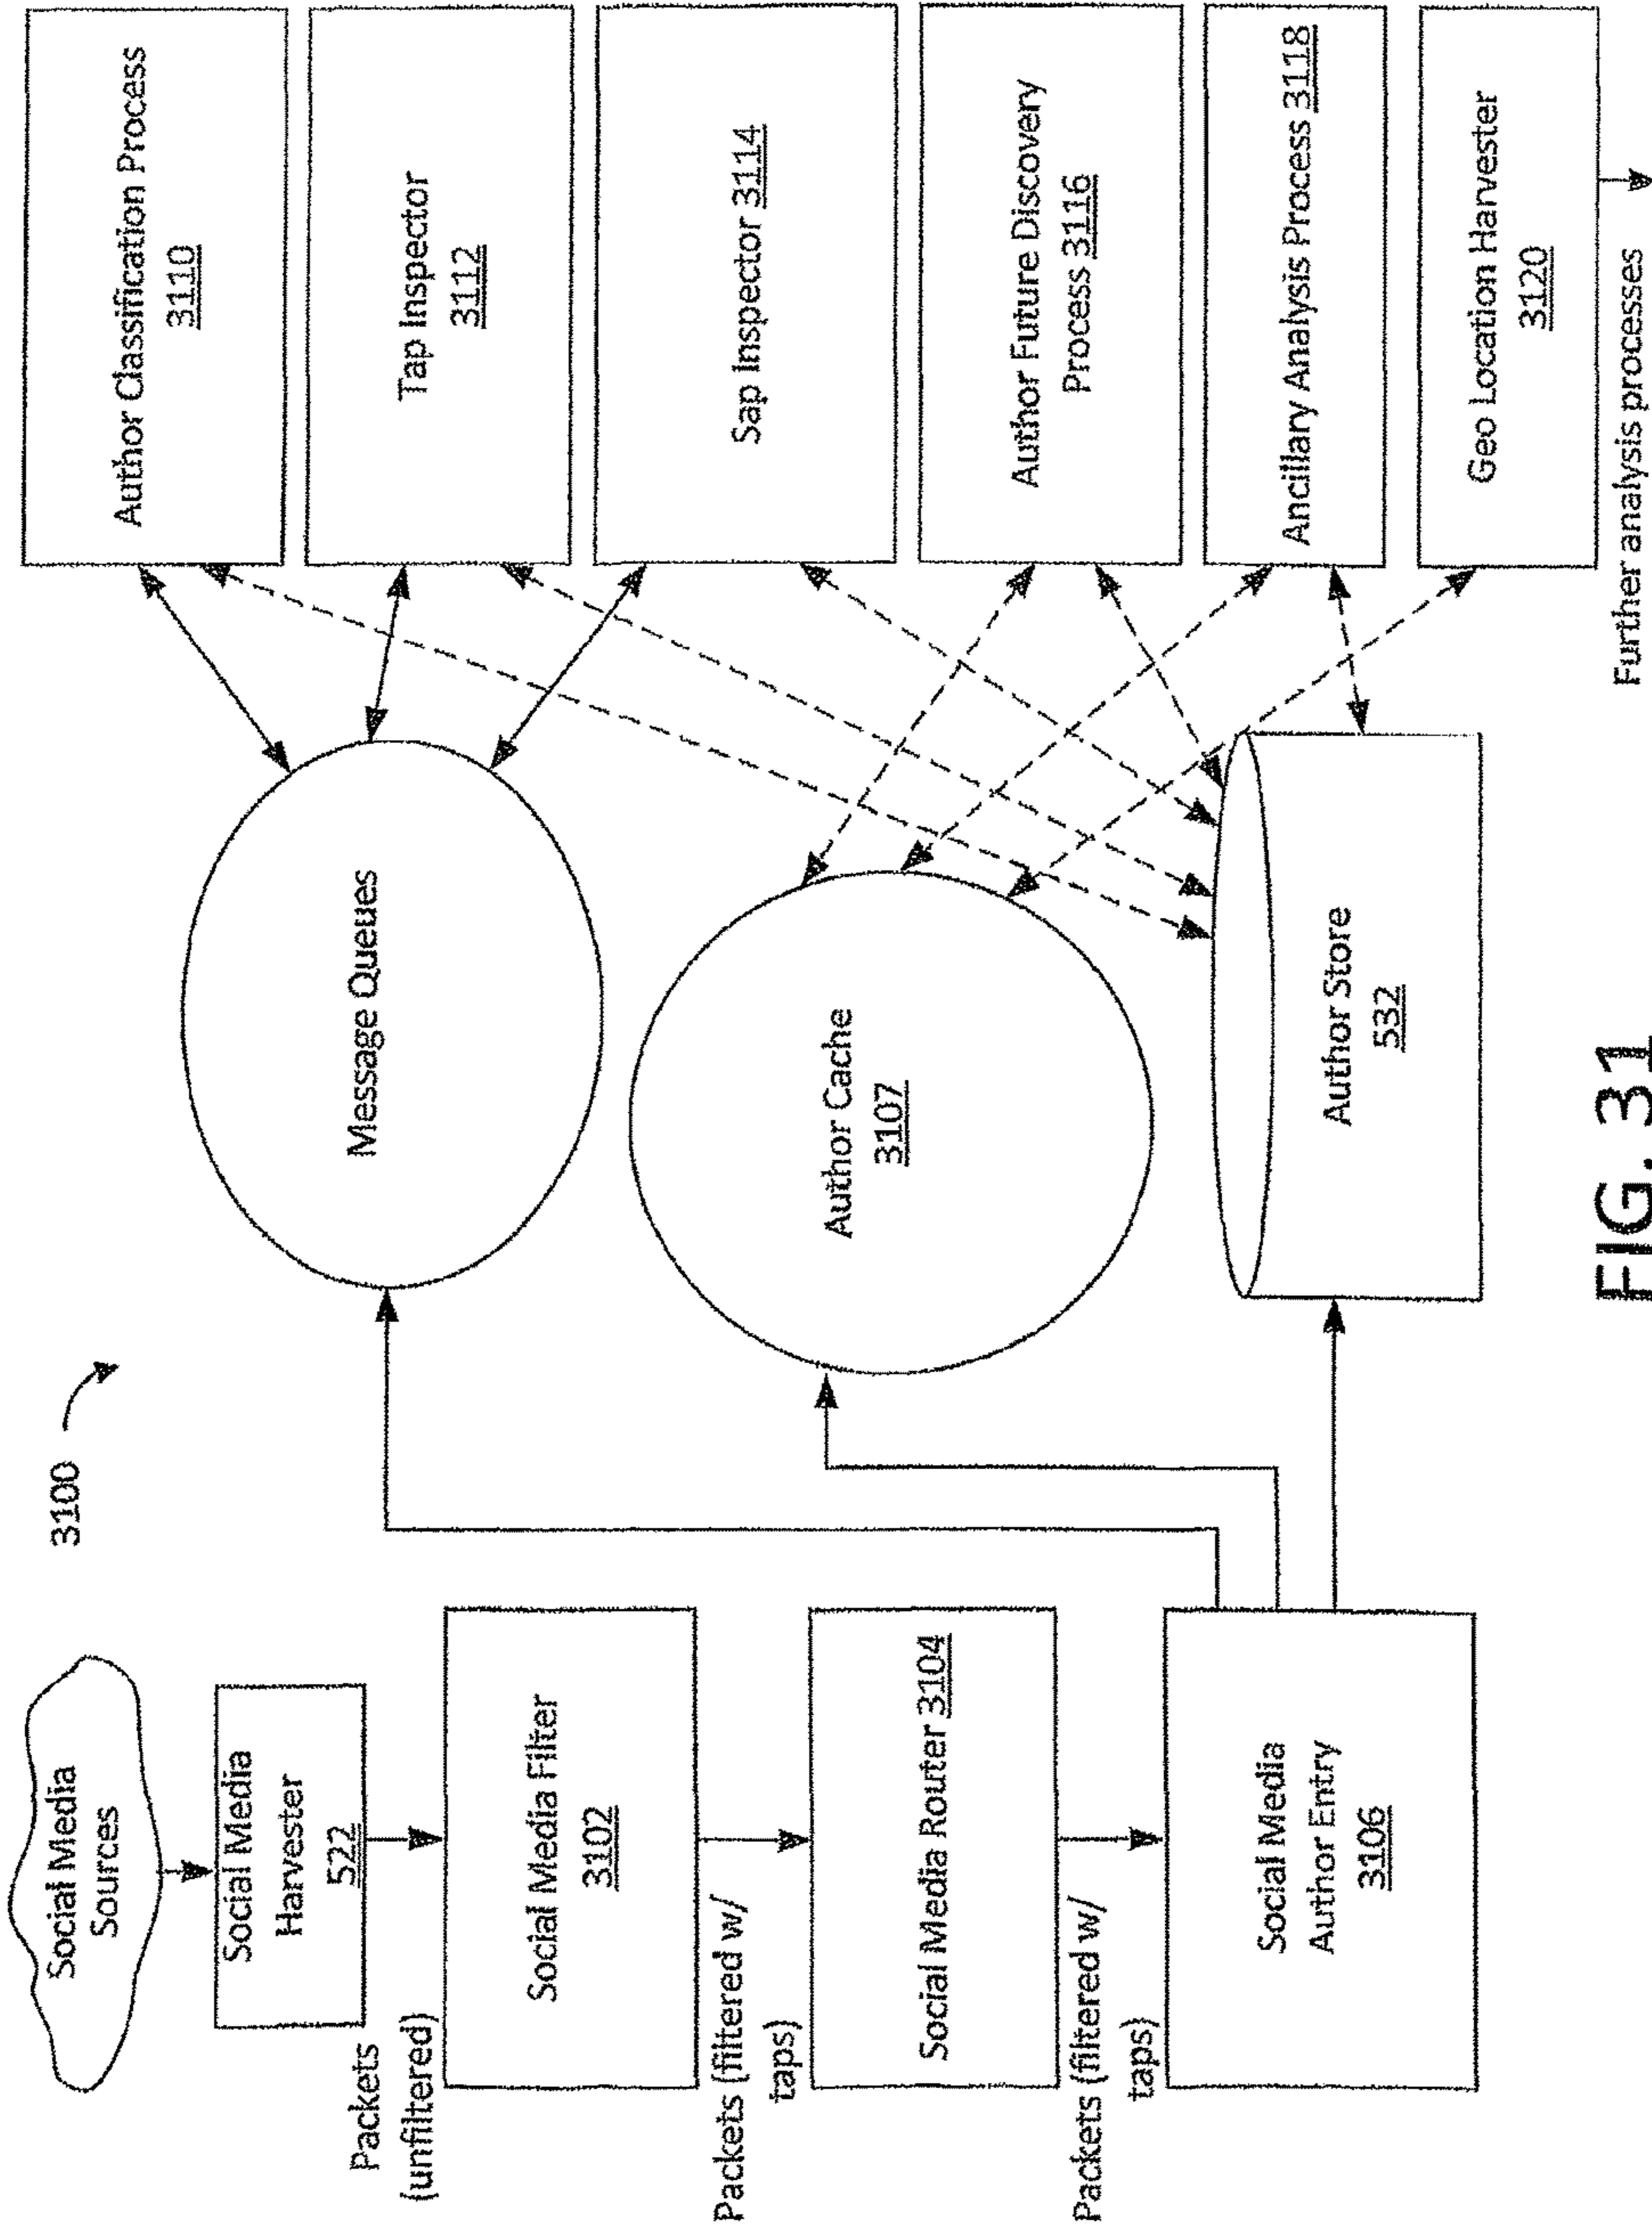 3100
Social Media
Sources
Social Media
Harvester
522
Packets
(unfiltered)
Social Media Filter
3102
Packets (filtered w/
taps)
Social Media Router 3104
Packets (filtered w/
taps)
Social Media
Author Entry
3106
Message Queues
Author Cache
3107
Author Store
532
Author Classification Process
3110
Tap Inspector
3112
Sap Inspector 3114
Author Future Discovery
Process 3116
Ancillary Analysis Process 3118
Geo Location Harvester
3120
Further analysis processes
FIG. 31